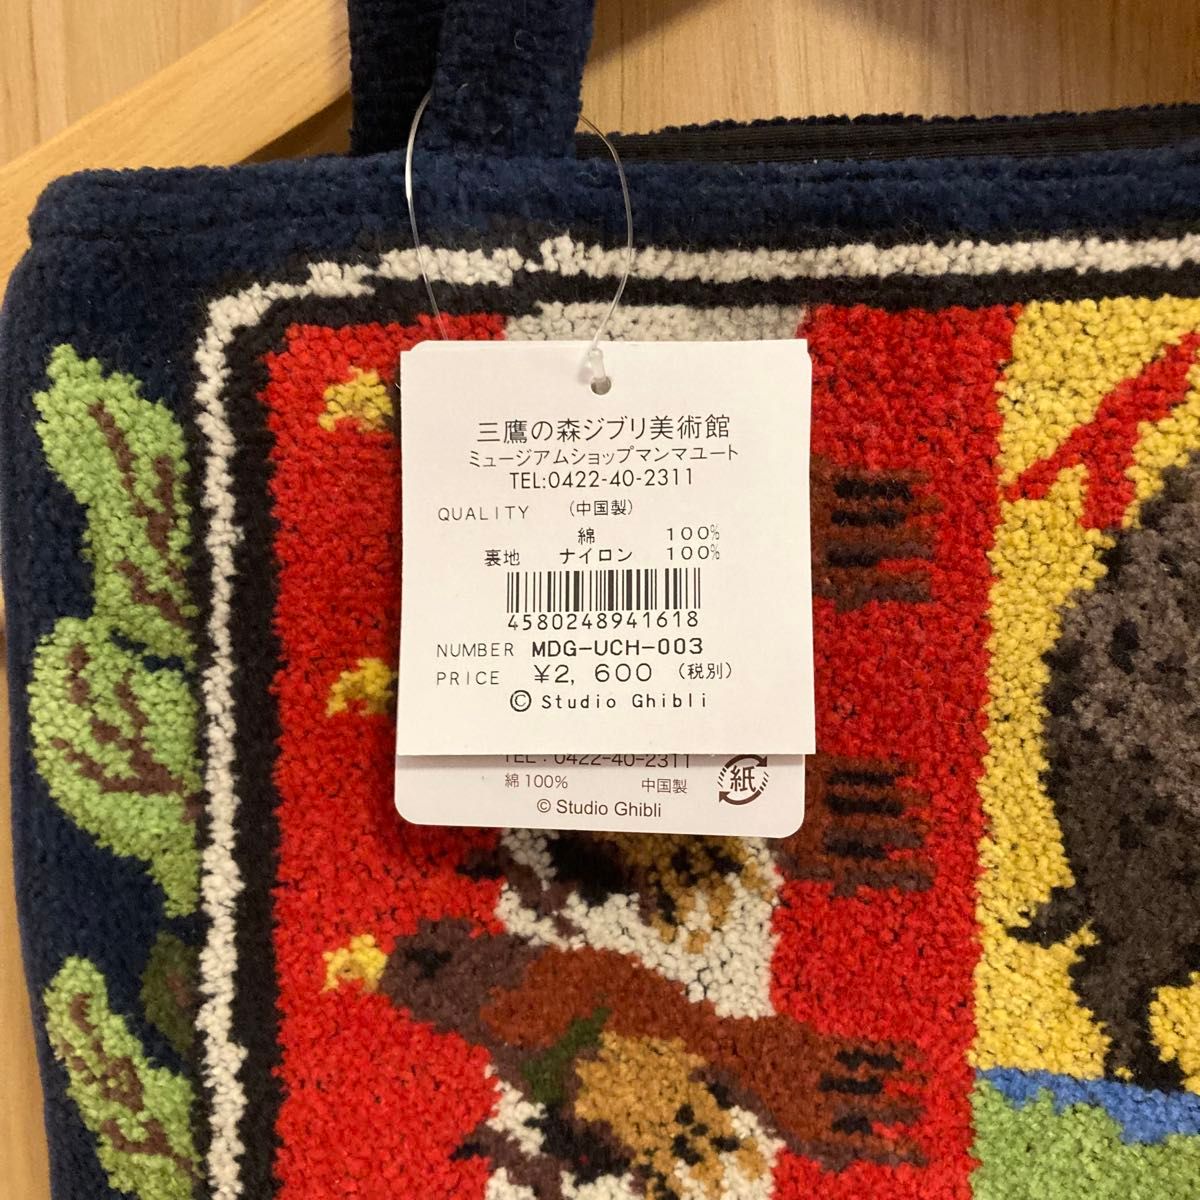 三鷹の森ジブリ美術館
ミュージアムショップマンマユート
TEL:0422-40-2311
QUALITY (中国製)
綿 100%
裏地 ナイロン 100%
4580248941618
NUMBER MDG-UCH-003
PRICE ¥2,600 (税別)
© Studio Ghibli
TEL:0422-40-2311
綿100% 中国製
紙
© Studio Ghibli